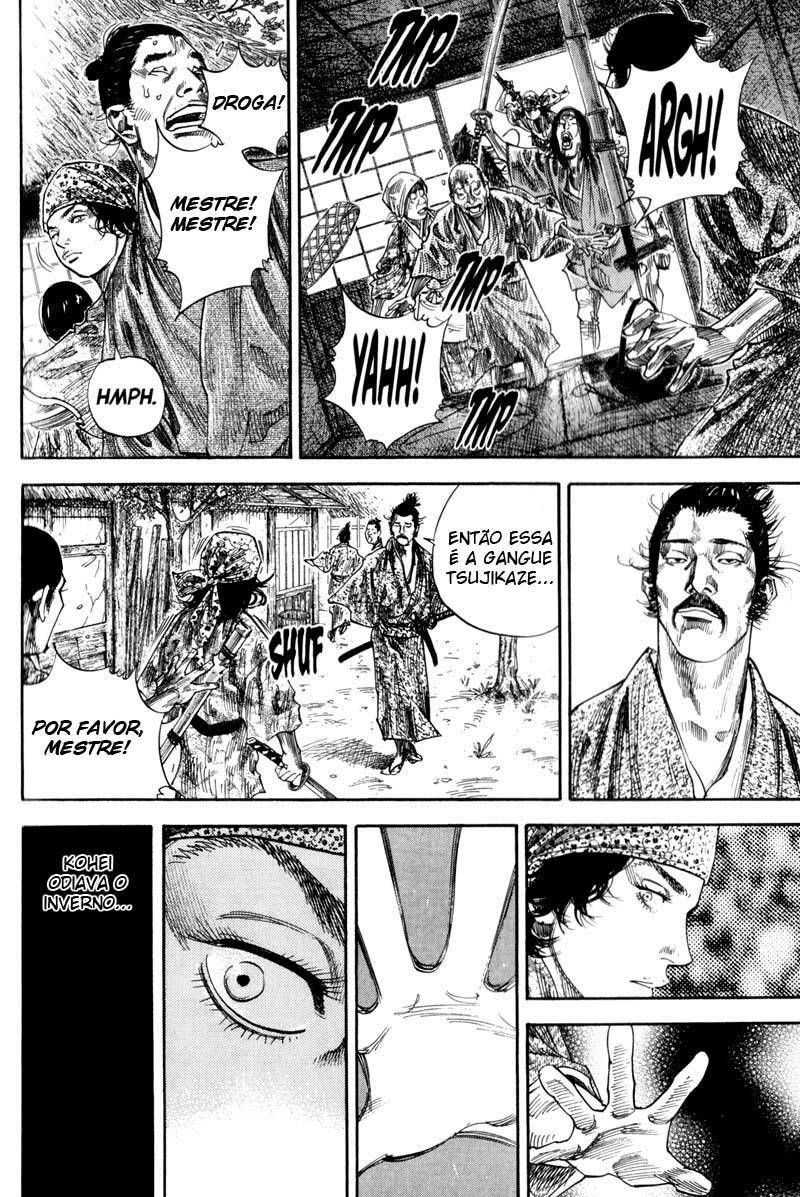 ARGH!
TMP
TMP
TMP
TMP
YAHH!
DROGA!
MESTRE!
MESTRE!
HMPH.
ENTÃO ESSA
É A GANGUE
TSUJIKAZE...
SHUF
POR FAVOR,
MESTRE!
KOHEI
ODIAVA O
INVERNO...